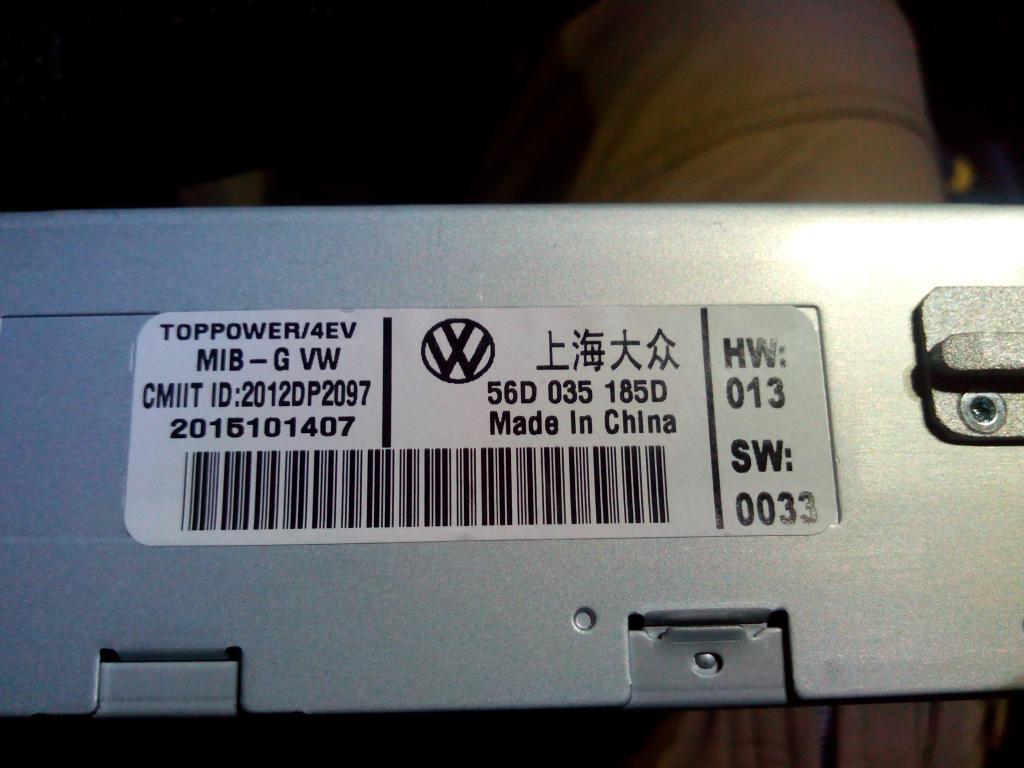 TOPPOWER/4EV
MIB-G VW
CMIIT ID:2012DP2097
2015101407
上海大众
56D 035 185D
Made In China
HW:
013
SW:
0033